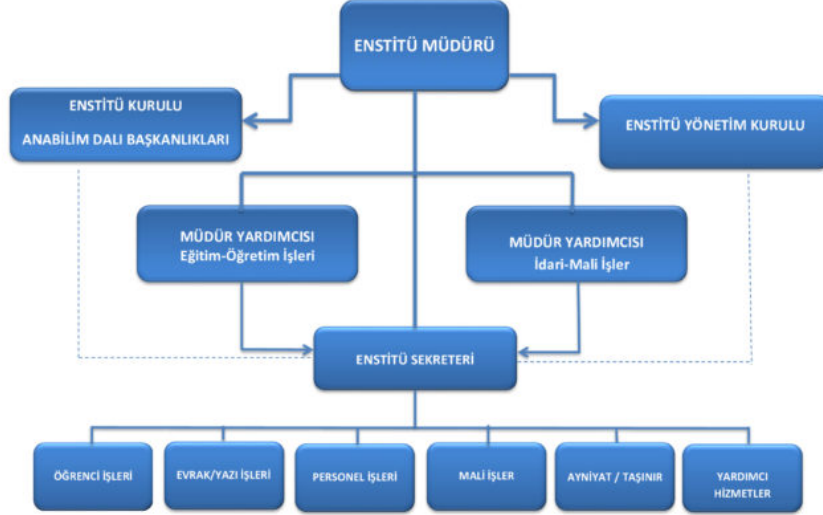 ENSTİTÜ MÜDÜRÜ
ENSTİTÜ KURULU
ANABİLİM DALI BAŞKANLIKLARI
ENSTİTÜ YÖNETİM KURULU
MÜDÜR YARDIMCISI
Eğitim-Öğretim İşleri
MÜDÜR YARDIMCISI
İdari-Mali İşler
ENSTİTÜ SEKRETERİ
ÖĞRENCİ İŞLERİ
EVRAK/YAZI İŞLERİ
PERSONEL İŞLERİ
MALİ İŞLER
AYNİYAT / TAŞINIR
YARDIMCI
HİZMETLER